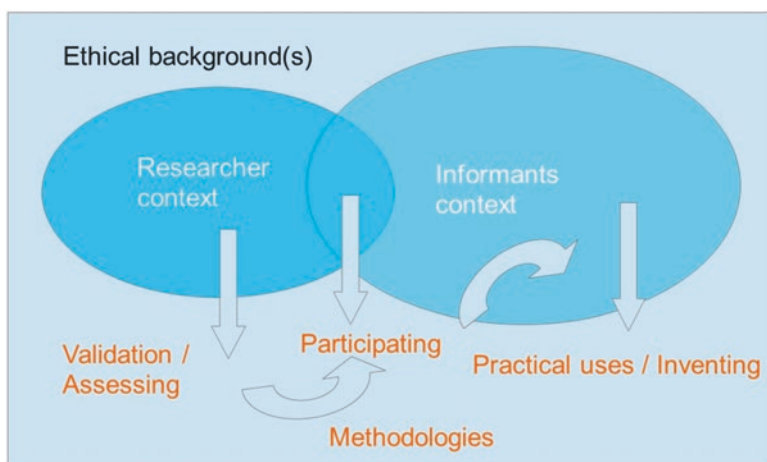 Ethical background(s)
Researcher
context
Informants
context
Validation /
Assessing
Participating
Practical uses / Inventing
Methodologies